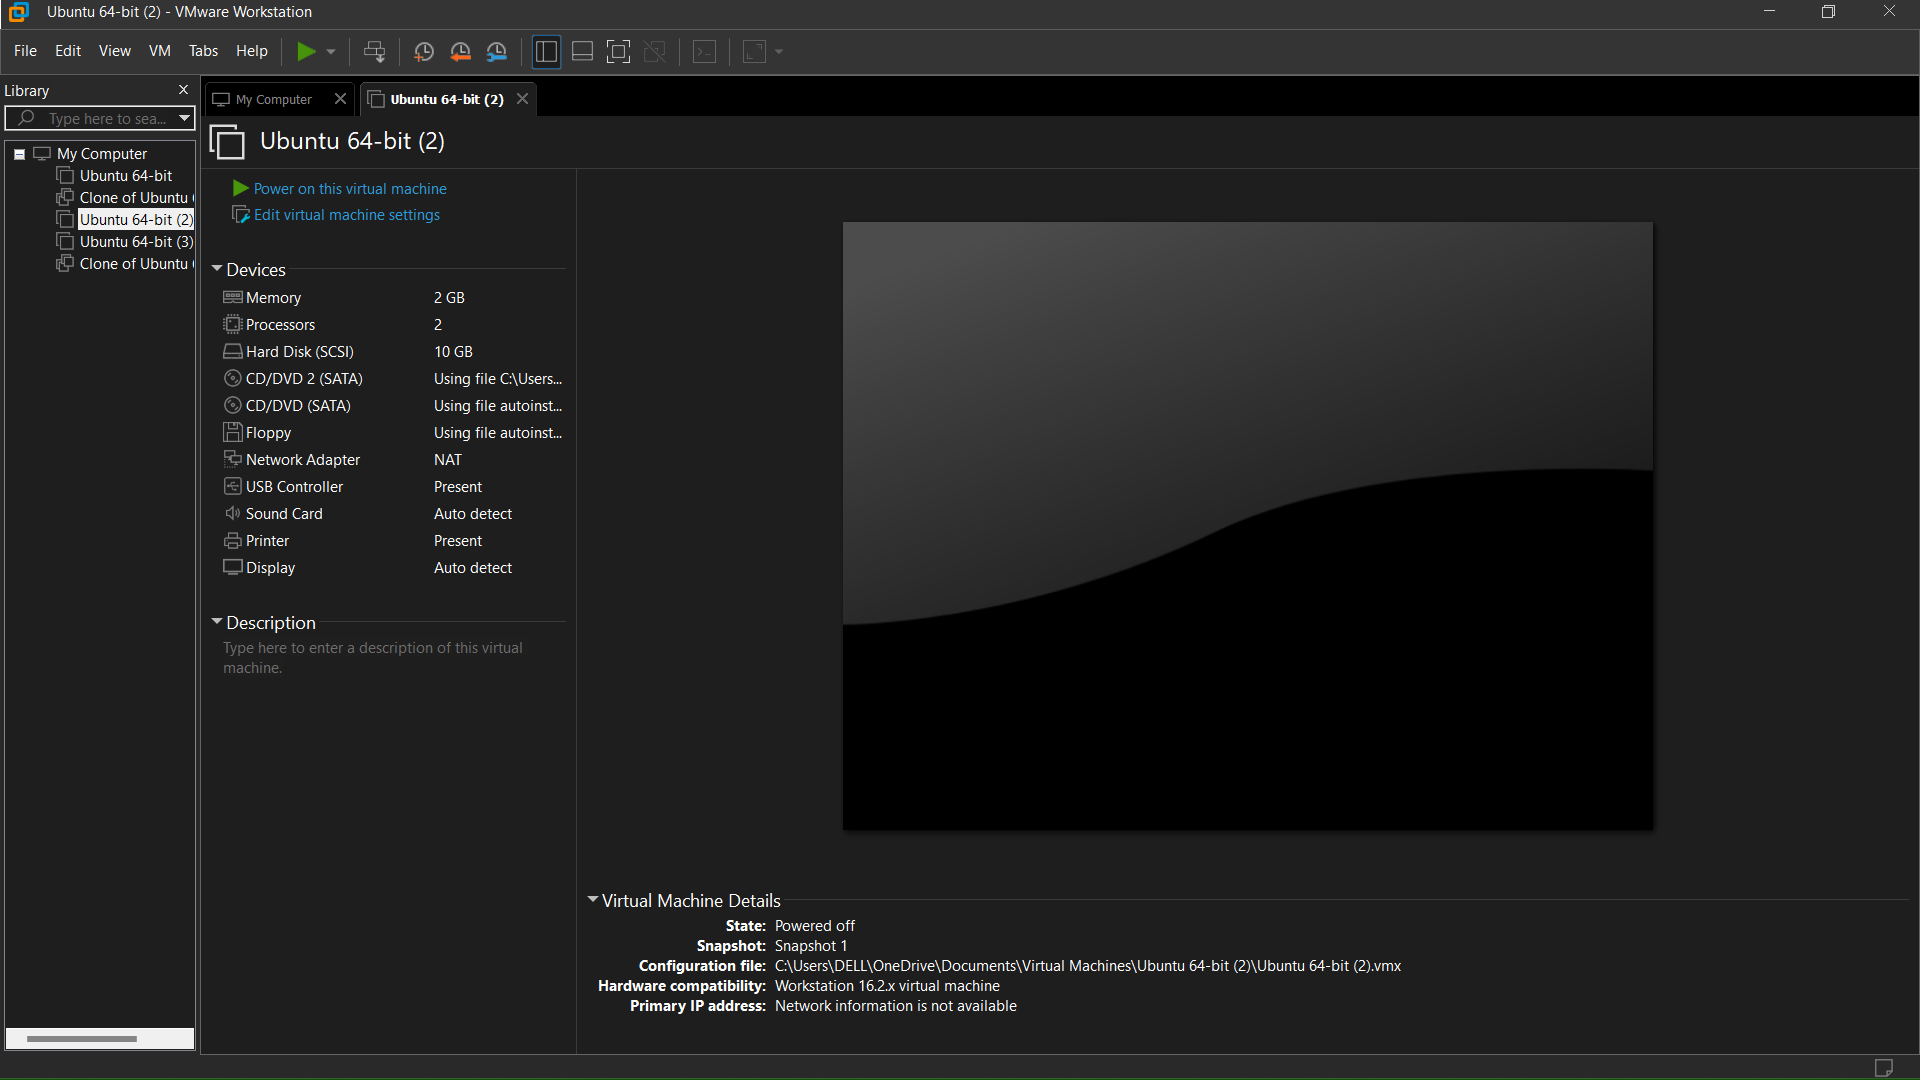 Ubuntu 64-bit (2) - VMware Workstation
File Edit View VM Tabs Help
Library
Type here to sea...
My Computer
Ubuntu 64-bit
Clone of Ubuntu
Ubuntu 64-bit (2)
Ubuntu 64-bit (3)
Clone of Ubuntu
My Computer
Ubuntu 64-bit (2)
Ubuntu 64-bit (2)
Power on this virtual machine
Edit virtual machine settings
Devices
Memory 2 GB
Processors 2
Hard Disk (SCSI) 10 GB
CD/DVD 2 (SATA) Using file C:\Users...
CD/DVD (SATA) Using file autoinst...
Floppy Using file autoinst...
Network Adapter NAT
USB Controller Present
Sound Card Auto detect
Printer Present
Display Auto detect
Description
Type here to enter a description of this virtual
machine.
Virtual Machine Details
State: Powered off
Snapshot: Snapshot 1
Configuration file: C:\Users\DELL\OneDrive\Documents\Virtual Machines\Ubuntu 64-bit (2)\Ubuntu 64-bit (2).vmx
Hardware compatibility: Workstation 16.2.x virtual machine
Primary IP address: Network information is not available